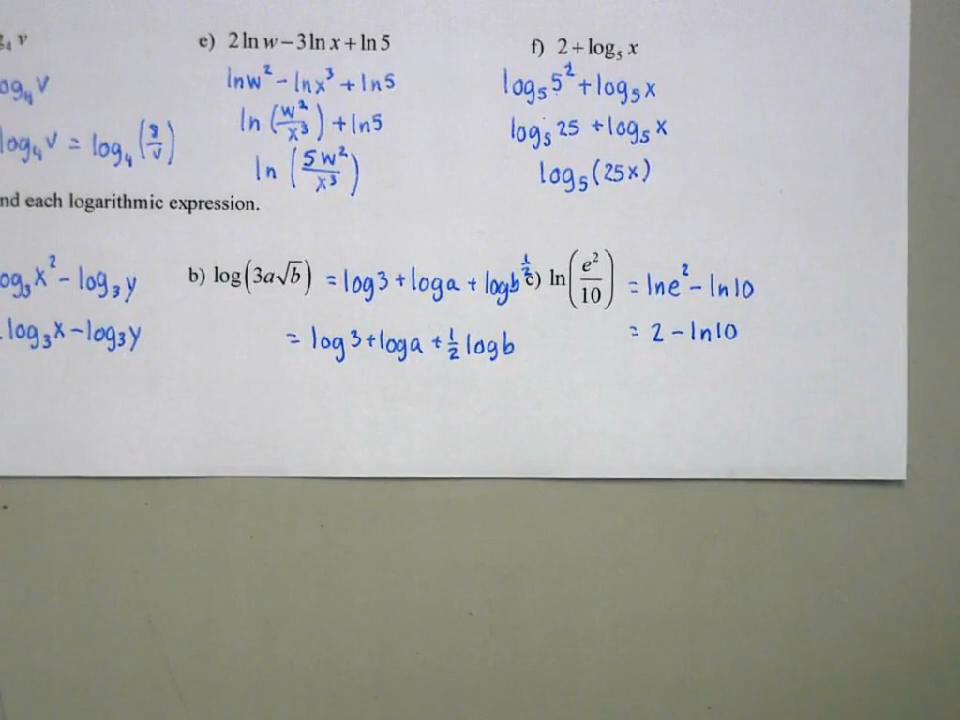 v e) 2 ln w − 3 ln x + ln 5 f) 2 + log₅ x
og₄ v ln w² − ln x³ + ln 5 log₅ 5² + log₅ x
log₄ v = log₄ (8/v) ln (w²/x³) + ln 5 log₅ 25 + log₅ x
ln (5w²/x³) log₅ (25x)
nd each logarithmic expression.
og₃ x² − log₃ y b) log(3a√b) = log 3 + log a + log b^(1/2) c) ln(e²/10) = ln e² − ln 10
log₃ x − log₃ y = log 3 + log a + 1/2 log b = 2 − ln 10